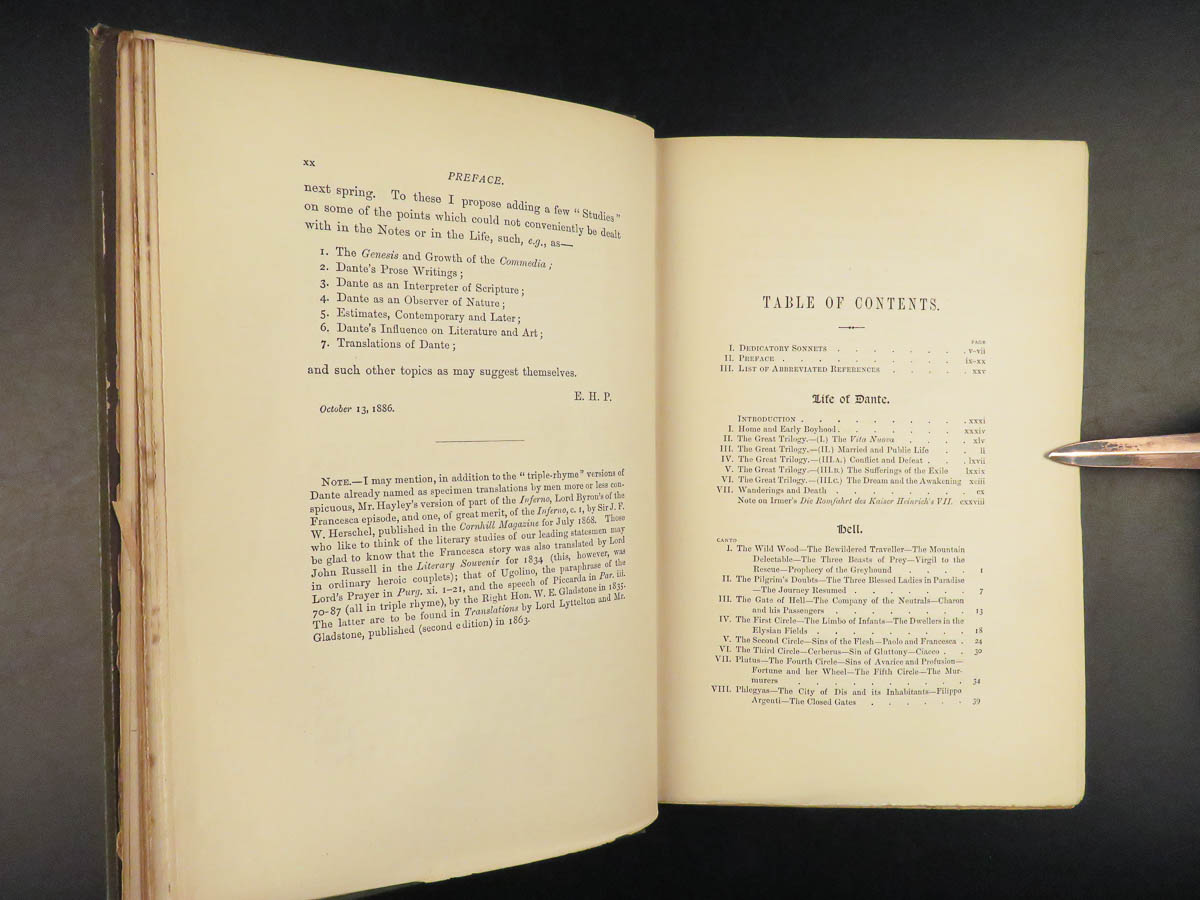 xx
PREFACE.
next spring. To these I propose adding a few "Studies"
on some of the points which could not conveniently be dealt
with in the Notes or in the Life, such, e.g., as—
1. The Genesis and Growth of the Commedia;
2. Dante's Prose Writings;
3. Dante as an Interpreter of Scripture;
4. Dante as an Observer of Nature;
5. Estimates, Contemporary and Later;
6. Dante's Influence on Literature and Art;
7. Translations of Dante;
and such other topics as may suggest themselves.
E. H. P.
October 13, 1886.
NOTE.—I may mention, in addition to the "triple-rhyme" versions of
Dante already named as specimen translations by men more or less con-
spicuous, Mr. Hayley's version of part of the Inferno, Lord Byron's of the
Francesca episode, and one, of great merit, of the Inferno, c. 1, by Sir J. F.
W. Herschel, published in the Cornhill Magazine for July 1868. Those
who like to think of the literary studies of our leading statesmen may
be glad to know that the Francesca story was also translated by Lord
John Russell in the Literary Souvenir for 1834 (this, however, was
in ordinary heroic couplets); that of Ugolino, the paraphrase of the
Lord's Prayer in Purg. xi. 1-21, and the speech of Piccarda in Par. iii.
70-87 (all in triple rhyme), by the Right Hon. W. E. Gladstone in 1835.
The latter are to be found in Translations by Lord Lyttelton and Mr.
Gladstone, published (second edition) in 1863.
TABLE OF CONTENTS.
PAGE
I. DEDICATORY SONNETS . . . . . . . v-vii
II. PREFACE . . . . . . . . . ix-xx
III. LIST OF ABBREVIATED REFERENCES . . . . . xxv
Life of Dante.
INTRODUCTION . . . . . . . . . xxxi
I. Home and Early Boyhood . . . . . . . xxxiv
II. The Great Trilogy.—(I.) The Vita Nuova . . . . xlv
III. The Great Trilogy.—(II.) Married and Public Life . . li
IV. The Great Trilogy.—(III.A.) Conflict and Defeat . . . lxvii
V. The Great Trilogy.—(III.B.) The Sufferings of the Exile lxxix
VI. The Great Trilogy.—(III.C.) The Dream and the Awakening xciii
VII. Wanderings and Death . . . . . . . cx
Note on Irmer's Die Romfahrt des Kaiser Heinrich's VII. cxxviii
Hell.
CANTO
I. The Wild Wood—The Bewildered Traveller—The Mountain
Delectable—The Three Beasts of Prey—Virgil to the
Rescue—Prophecy of the Greyhound . . . . 1
II. The Pilgrim's Doubts—The Three Blessed Ladies in Paradise
—The Journey Resumed . . . . . . . 7
III. The Gate of Hell—The Company of the Neutrals—Charon
and his Passengers . . . . . . . 13
IV. The First Circle—The Limbo of Infants—The Dwellers in the
Elysian Fields . . . . . . . . 18
V. The Second Circle—Sins of the Flesh—Paolo and Francesca . 24
VI. The Third Circle—Cerberus—Sin of Gluttony—Ciacco . . 30
VII. Plutus—The Fourth Circle—Sins of Avarice and Profusion—
Fortune and her Wheel—The Fifth Circle—The Mur-
murers . . . . . . . . . 34
VIII. Phlegyas—The City of Dis and its Inhabitants—Filippo
Argenti—The Closed Gates . . . . . . 39